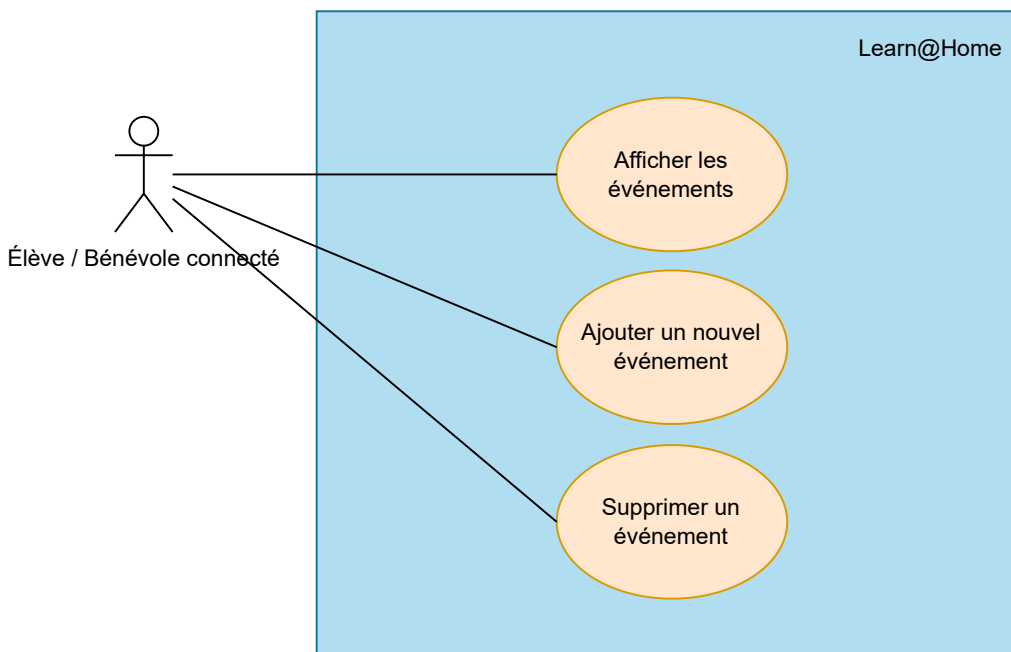 Learn@Home
Afficher les
événements
Élève / Bénévole connecté
Ajouter un nouvel
événement
Supprimer un
événement